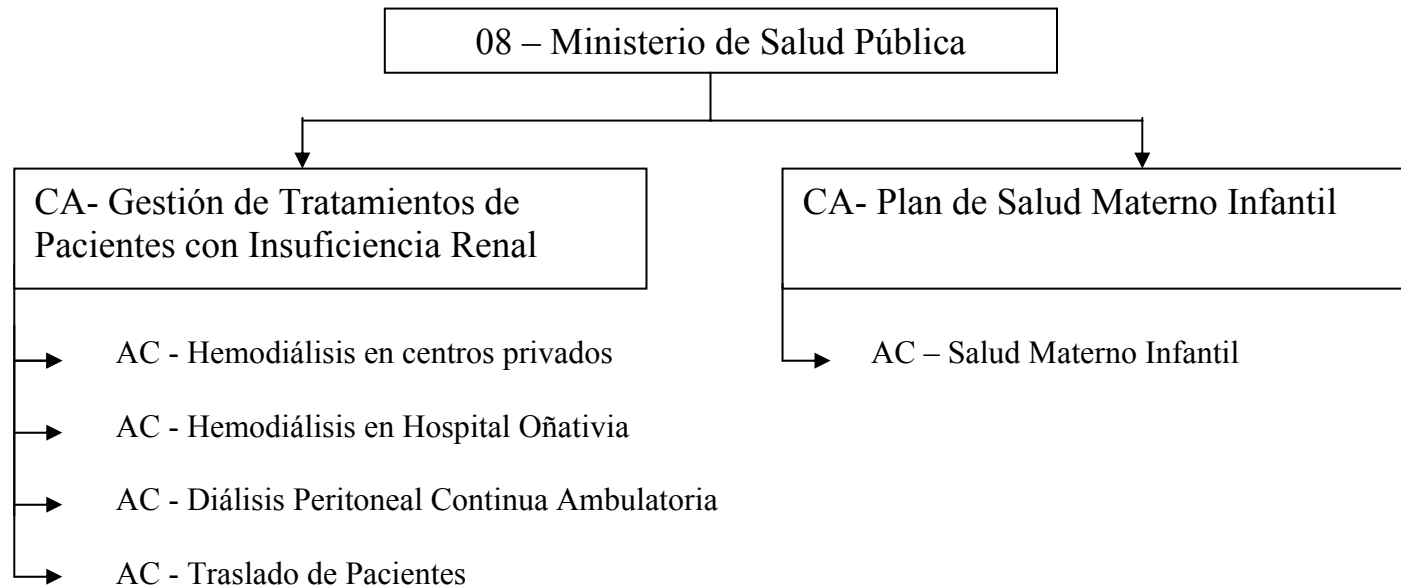 08 – Ministerio de Salud Pública
CA- Gestión de Tratamientos de
Pacientes con Insuficiencia Renal
AC - Hemodiálisis en centros privados
AC - Hemodiálisis en Hospital Oñativia
AC - Diálisis Peritoneal Continua Ambulatoria
AC - Traslado de Pacientes
CA- Plan de Salud Materno Infantil
AC – Salud Materno Infantil